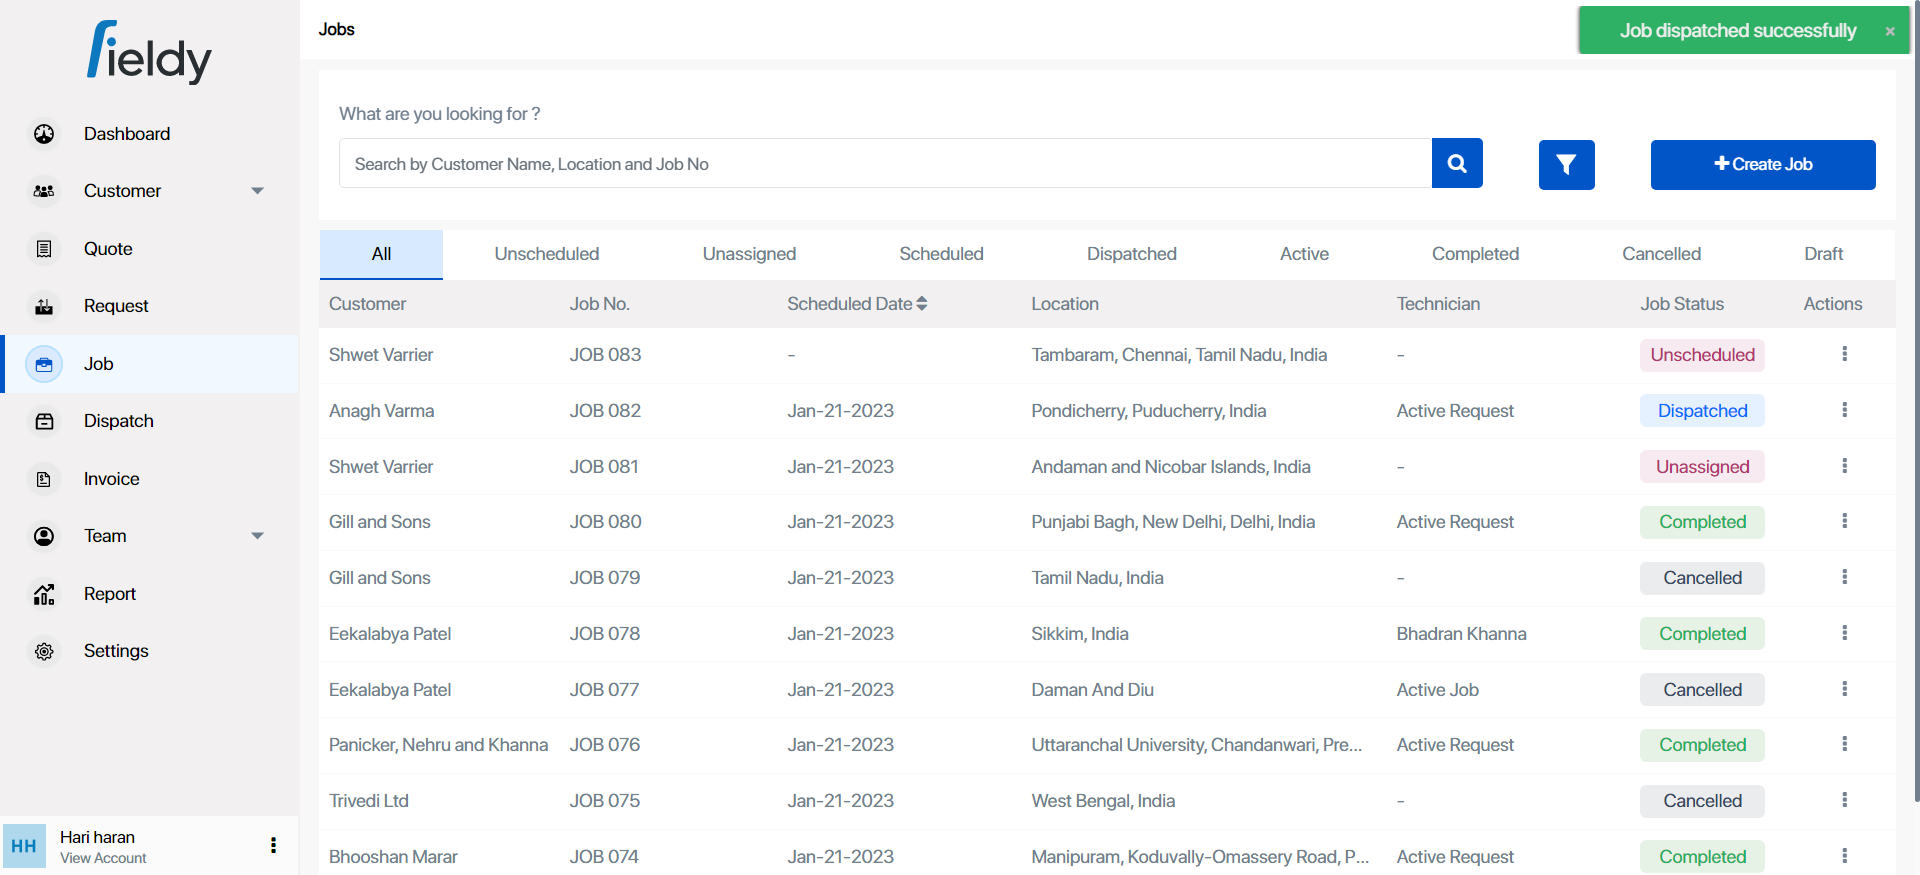 fieldy
Jobs
Job dispatched successfully ×
Dashboard
Customer
Quote
Request
Job
Dispatch
Invoice
Team
Report
Settings
HH
Hari haran
View Account
What are you looking for ?
Search by Customer Name, Location and Job No
Create Job
All Unscheduled Unassigned Scheduled Dispatched Active Completed Cancelled Draft
Customer Job No. Scheduled Date Location Technician Job Status Actions
Shwet Varrier JOB 083 - Tambaram, Chennai, Tamil Nadu, India - Unscheduled
Anagh Varma JOB 082 Jan-21-2023 Pondicherry, Puducherry, India Active Request Dispatched
Shwet Varrier JOB 081 Jan-21-2023 Andaman and Nicobar Islands, India - Unassigned
Gill and Sons JOB 080 Jan-21-2023 Punjabi Bagh, New Delhi, Delhi, India Active Request Completed
Gill and Sons JOB 079 Jan-21-2023 Tamil Nadu, India - Cancelled
Eekalabya Patel JOB 078 Jan-21-2023 Sikkim, India Bhadran Khanna Completed
Eekalabya Patel JOB 077 Jan-21-2023 Daman And Diu Active Job Cancelled
Panicker, Nehru and Khanna JOB 076 Jan-21-2023 Uttaranchal University, Chandanwari, Pre... Active Request Completed
Trivedi Ltd JOB 075 Jan-21-2023 West Bengal, India - Cancelled
Bhooshan Marar JOB 074 Jan-21-2023 Manipuram, Koduvally-Omassery Road, P... Active Request Completed